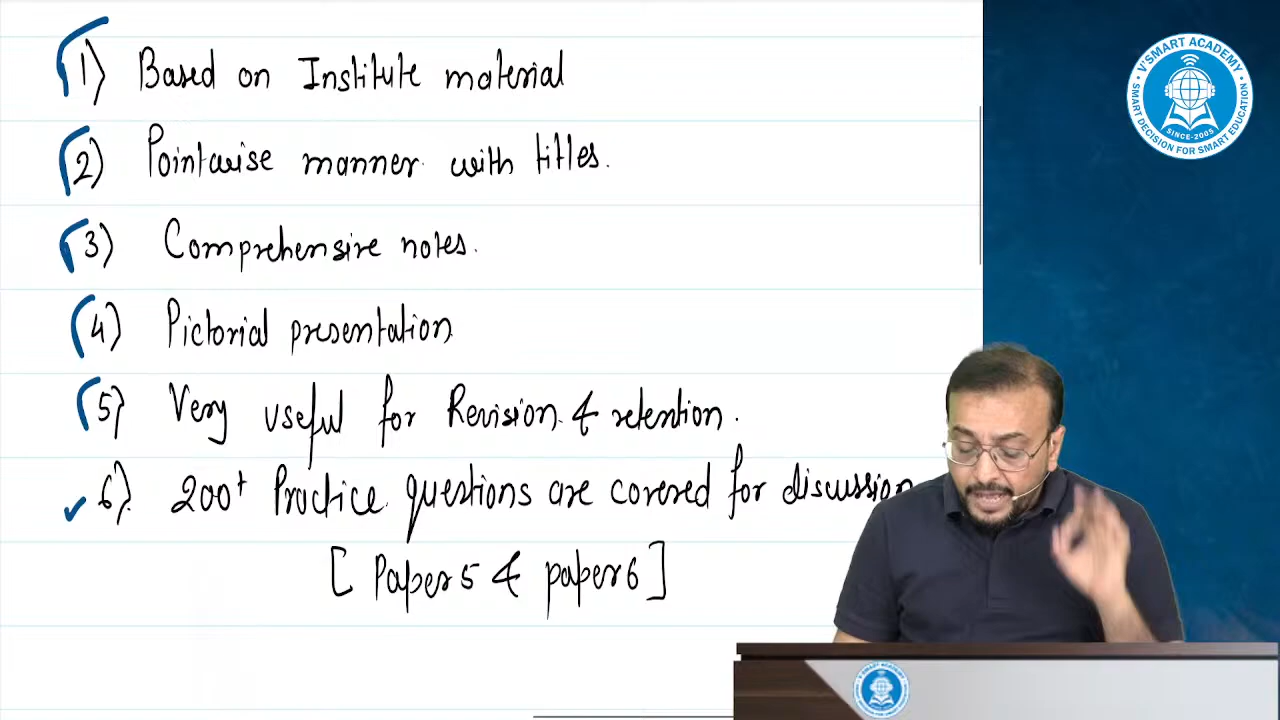 1) Based on Institute material
2) Pointwise manner with titles.
3) Comprehensive notes.
4) Pictorial presentation
5) Very useful for Revision & retention.
6) 200+ Practice questions are covered for discussion
[Paper 5 & paper 6]
V'SMART ACADEMY
SINCE-2005
SMART DECISION FOR SMART EDUCATION